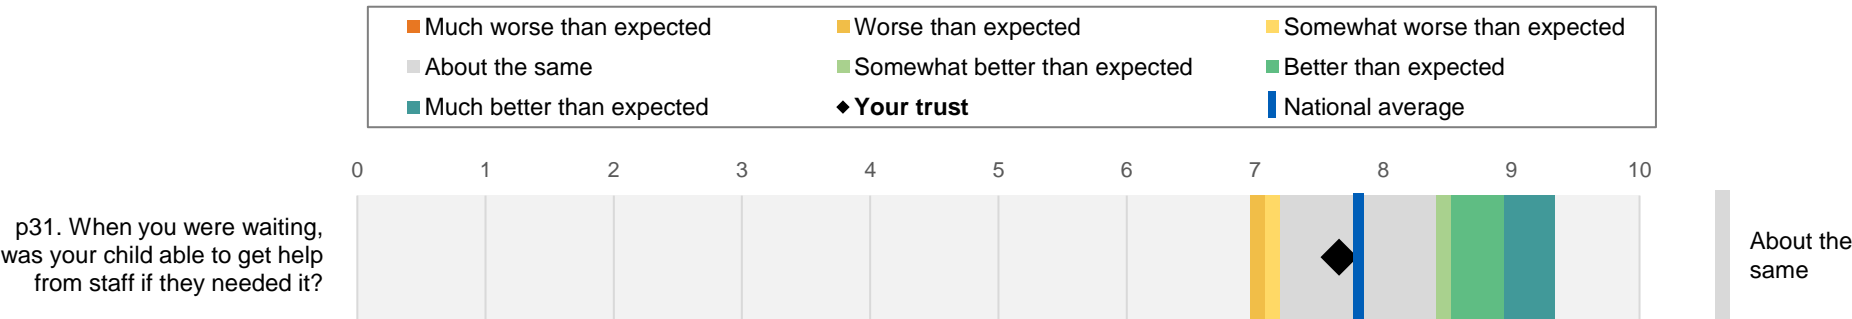 Much worse than expected
Worse than expected
Somewhat worse than expected
About the same
Somewhat better than expected
Better than expected
Much better than expected
Your trust
National average
0 1 2 3 4 5 6 7 8 9 10
p31. When you were waiting,
was your child able to get help
from staff if they needed it?
About the
same